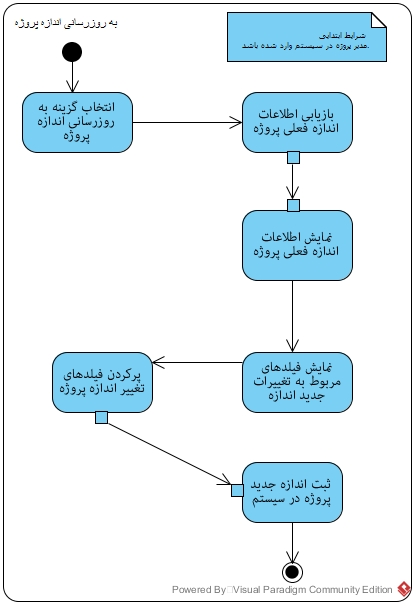 به روزرسانی اندازه پروژه
شرایط ابتدایی
مدیر پروژه در سیستم وارد شده باشد.
انتخاب گزینه به
روزرسانی اندازه
پروژه
بازیابی اطلاعات
اندازه فعلی پروژه
نمایش اطلاعات
اندازه فعلی پروژه
نمایش فیلدهای
مربوط به تغییرات
جدید اندازه
پرکردن فیلدهای
تغییر اندازه پروژه
ثبت اندازه جدید
پروژه در سیستم
Powered By Visual Paradigm Community Edition